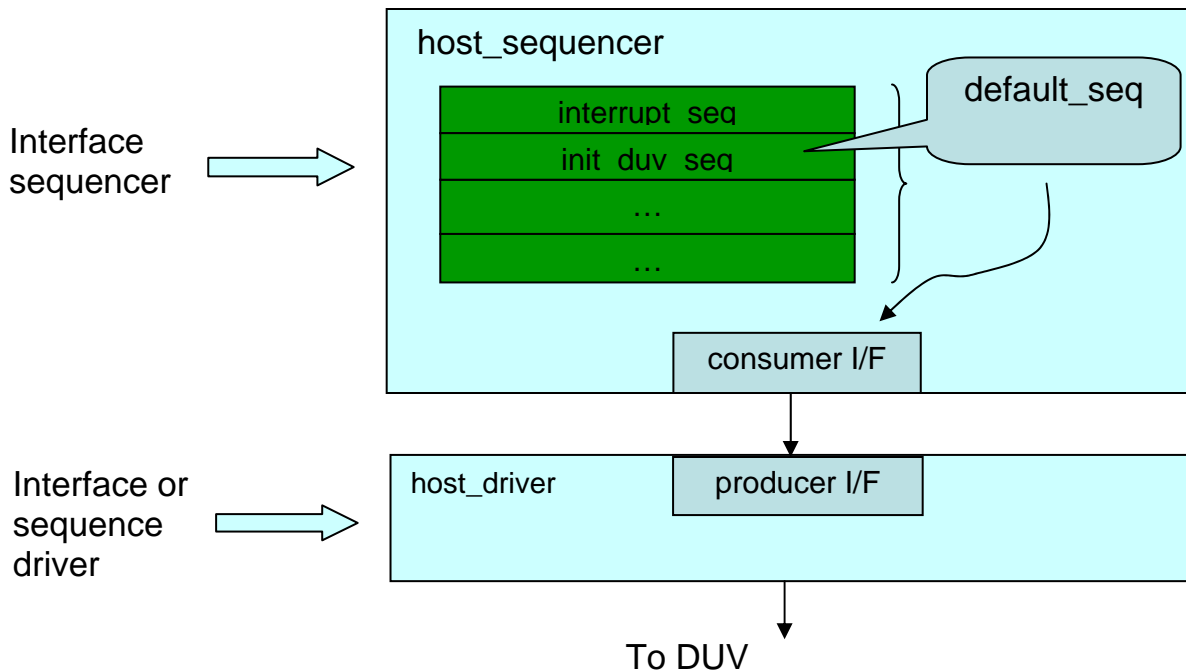 host_sequencer
default_seq
interrupt_seq
init_duv_seq
…
…
Interface
sequencer
consumer I/F
Interface or
sequence
driver
host_driver
producer I/F
To DUV